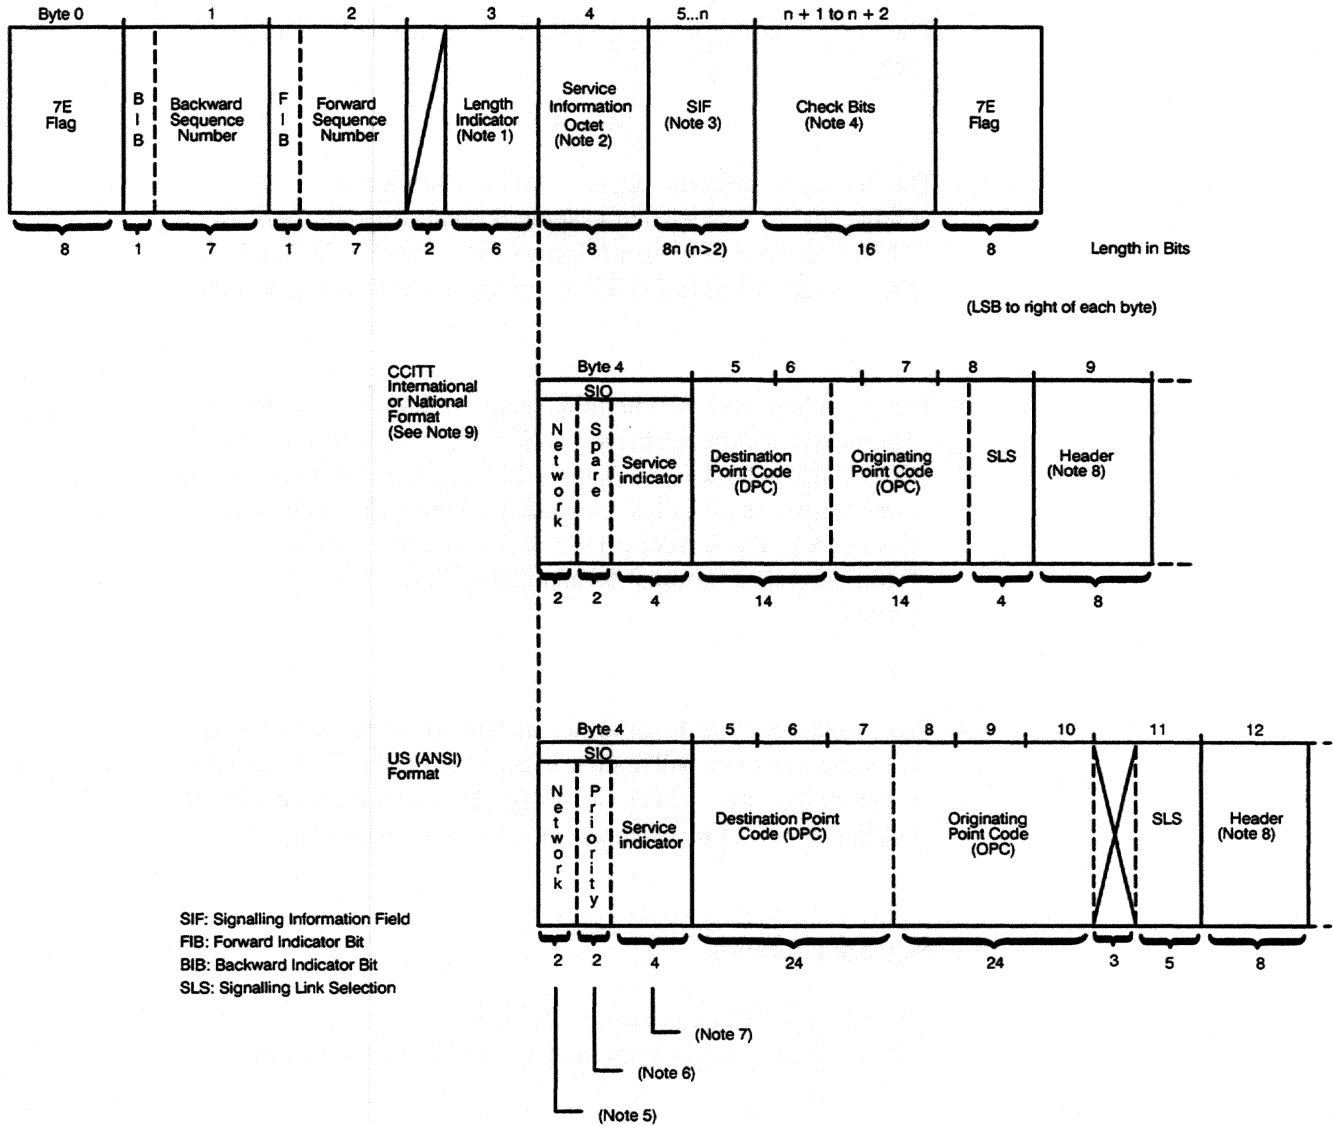 Byte 0 1 2 3 4 5...n n + 1 to n + 2
7E
Flag
B
I
B
Backward
Sequence
Number
F
I
B
Forward
Sequence
Number
Length
Indicator
(Note 1)
Service
Information
Octet
(Note 2)
SIF
(Note 3)
Check Bits
(Note 4)
7E
Flag
8 1 7 1 7 2 6 8 8n (n>2) 16 8 Length in Bits
(LSB to right of each byte)
CCITT
International
or National
Format
(See Note 9)
Byte 4 5 6 7 8 9
SIO
Network
Spare
Service
indicator
Destination
Point Code
(DPC)
Originating
Point Code
(OPC)
SLS
Header
(Note 8)
2 2 4 14 14 4 8
US (ANSI)
Format
Byte 4 5 6 7 8 9 10 11 12
SIO
Network
Priority
Service
indicator
Destination Point
Code (DPC)
Originating
Point Code
(OPC)
SLS
Header
(Note 8)
2 2 4 24 24 3 5 8
SIF: Signalling Information Field
FIB: Forward Indicator Bit
BIB: Backward Indicator Bit
SLS: Signalling Link Selection
(Note 7)
(Note 6)
(Note 5)